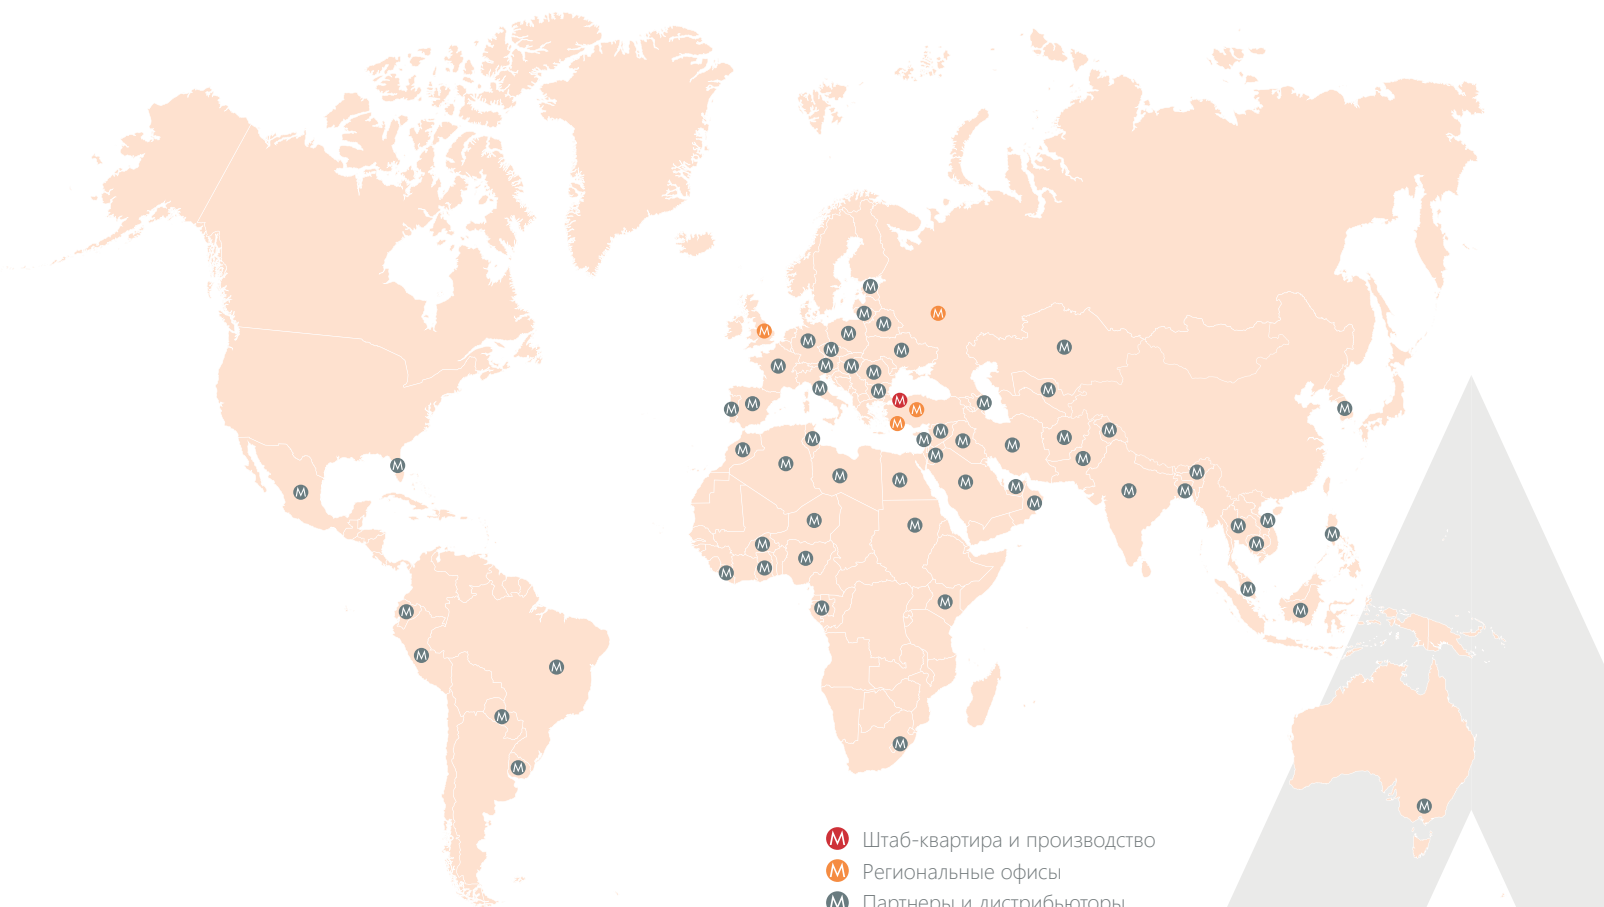 Штаб-квартира и производство
Региональные офисы
Партнеры и дистрибьюторы